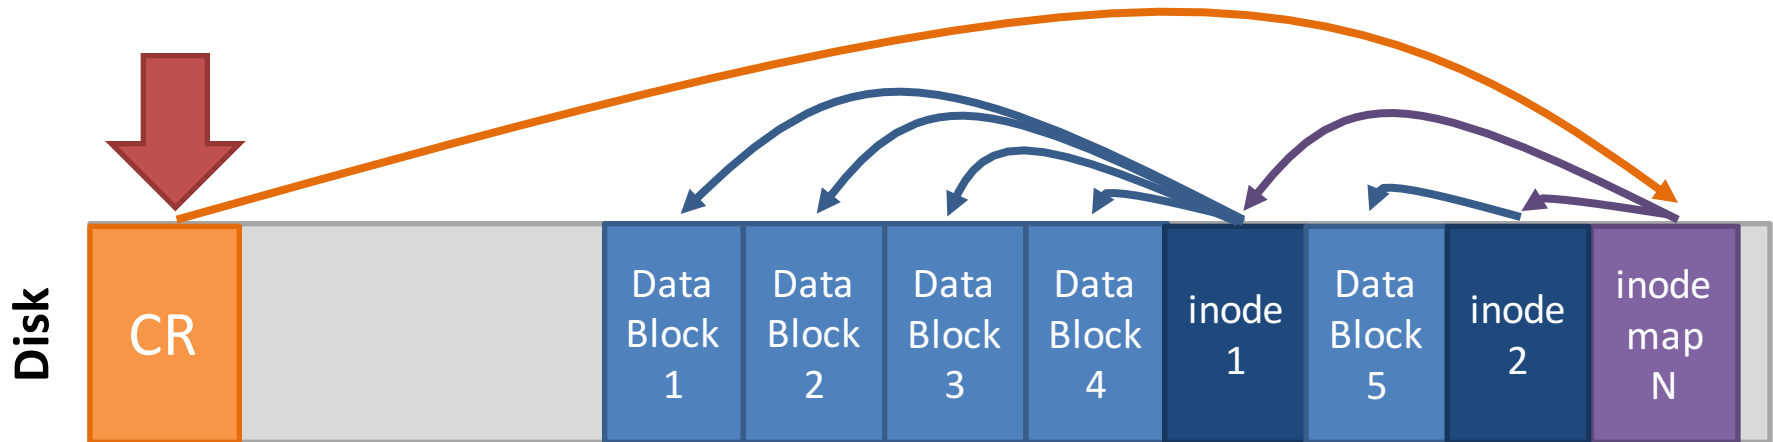 Disk
CR
Data
Block
1
Data
Block
2
Data
Block
3
Data
Block
4
inode
1
Data
Block
5
inode
2
inode
map
N